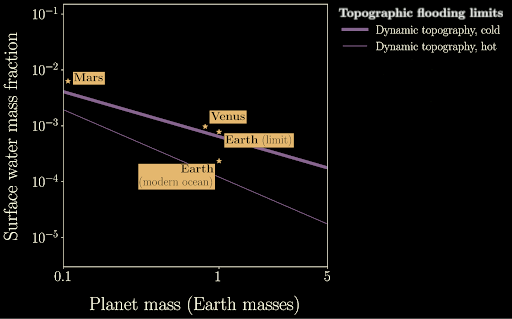 Topographic flooding limits
Dynamic topography, cold
Dynamic topography, hot
Surface water mass fraction
10⁻¹
10⁻²
10⁻³
10⁻⁴
10⁻⁵
Mars
Venus
Earth (limit)
Earth
(modern ocean)
0.1
1
5
Planet mass (Earth masses)